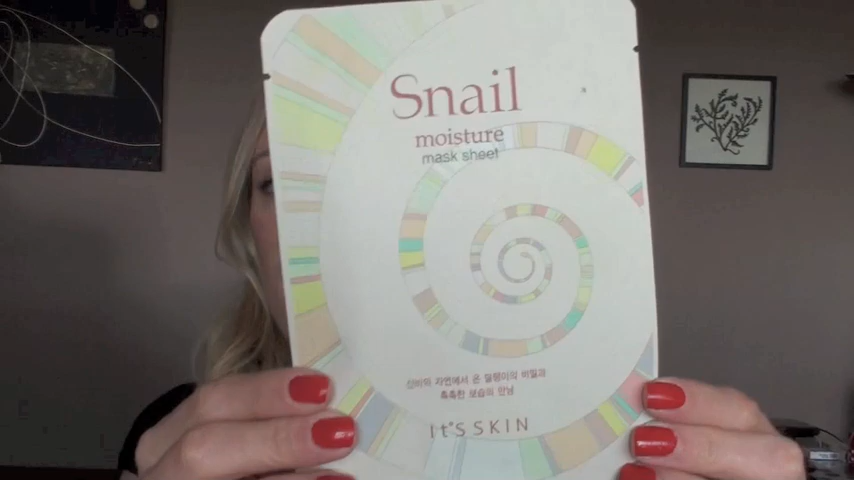 Snail
moisture
mask sheet
신비의 자연에서 온 달팽이의 비밀과
촉촉한 보습의 만남
It'S SKIN